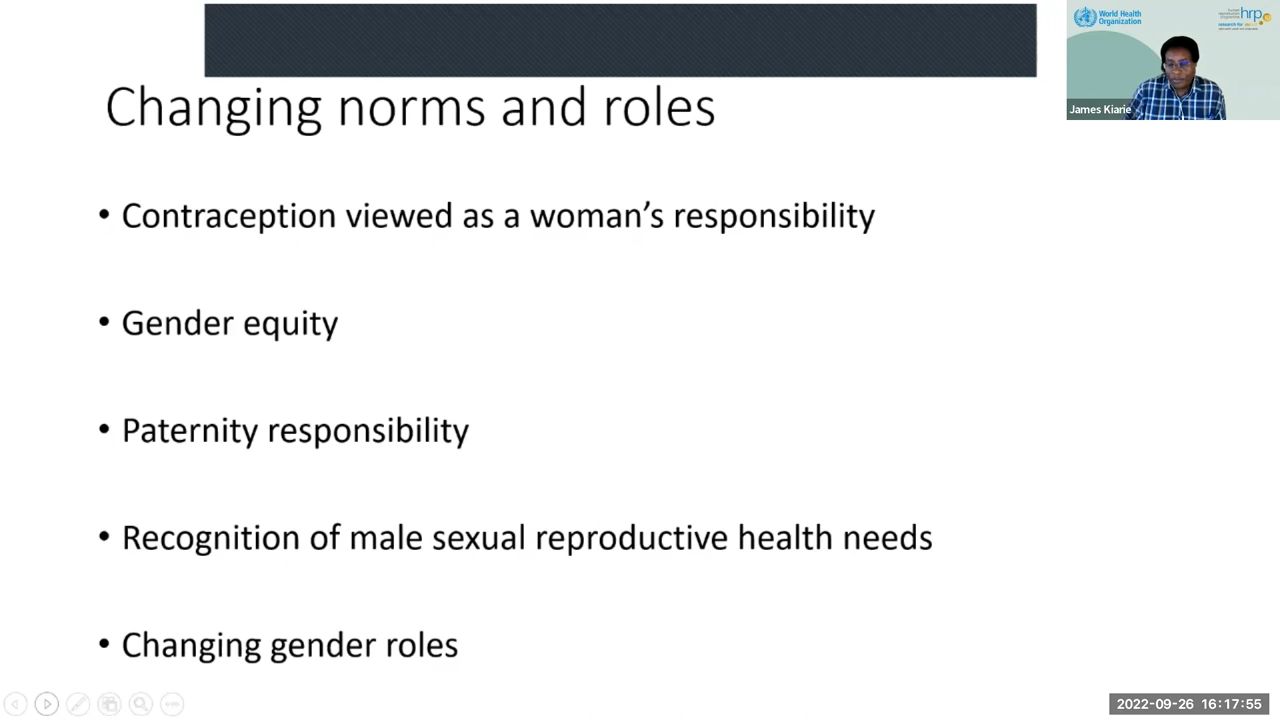 World Health
Organization
hrp
James Kiarie
Changing norms and roles
• Contraception viewed as a woman’s responsibility
• Gender equity
• Paternity responsibility
• Recognition of male sexual reproductive health needs
• Changing gender roles
2022-09-26 16:17:55